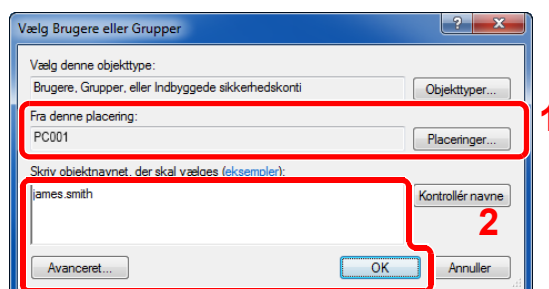 Vælg Brugere eller Grupper
Vælg denne objekttype:
Brugere, Grupper, eller Indbyggede sikkerhedskonti
Objekttyper...
Fra denne placering:
1
PC001
Placeringer...
Skriv objektnavnet, der skal vælges (eksempler):
james.smith
Kontrollér navne
2
Avanceret...
OK
Annuller